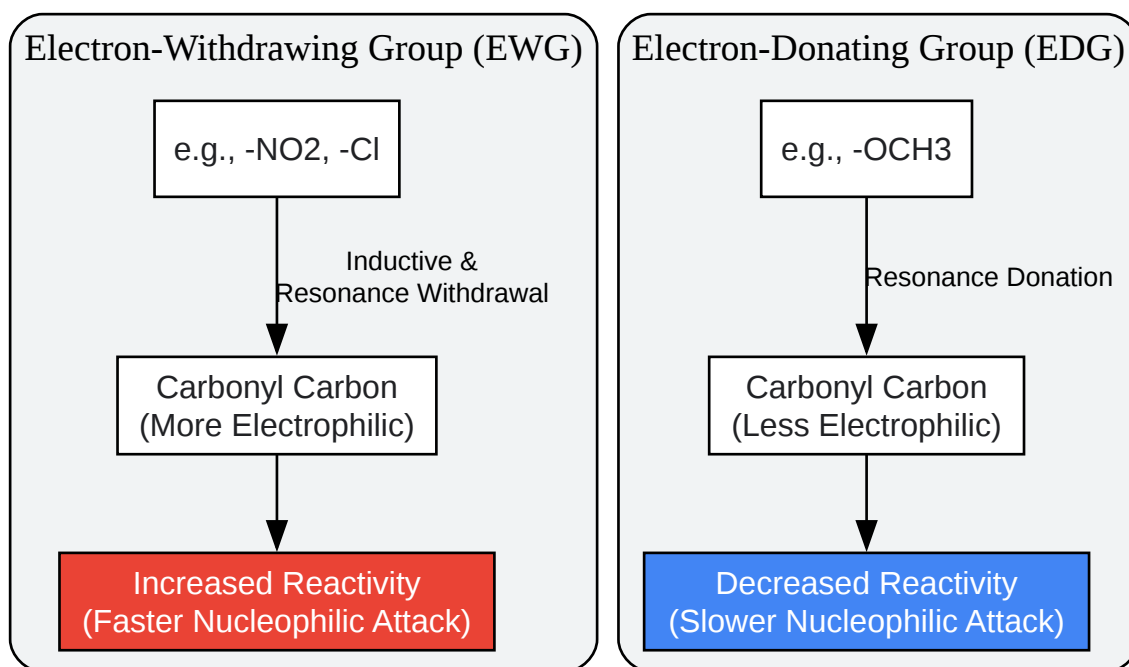 Electron-Withdrawing Group (EWG)
e.g., -NO2, -Cl
Inductive &
Resonance Withdrawal
Carbonyl Carbon
(More Electrophilic)
Increased Reactivity
(Faster Nucleophilic Attack)
Electron-Donating Group (EDG)
e.g., -OCH3
Resonance Donation
Carbonyl Carbon
(Less Electrophilic)
Decreased Reactivity
(Slower Nucleophilic Attack)